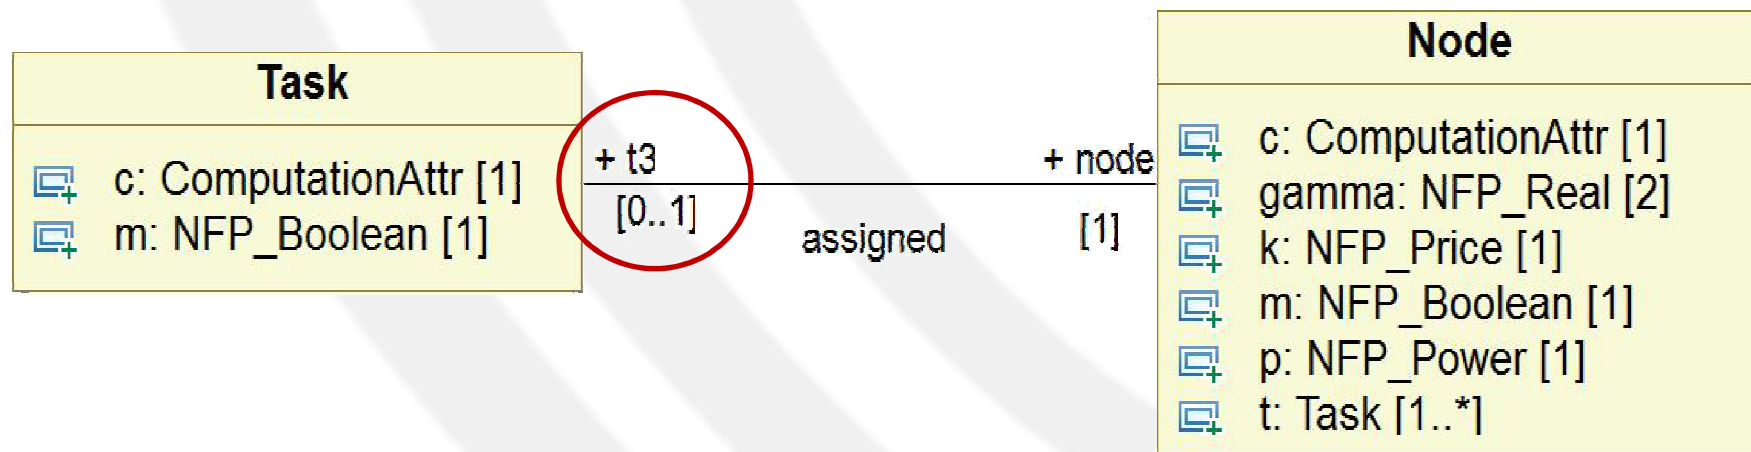 Task
c: ComputationAttr [1]
m: NFP_Boolean [1]
+ t3
[0..1]
assigned
+ node
[1]
Node
c: ComputationAttr [1]
gamma: NFP_Real [2]
k: NFP_Price [1]
m: NFP_Boolean [1]
p: NFP_Power [1]
t: Task [1..*]